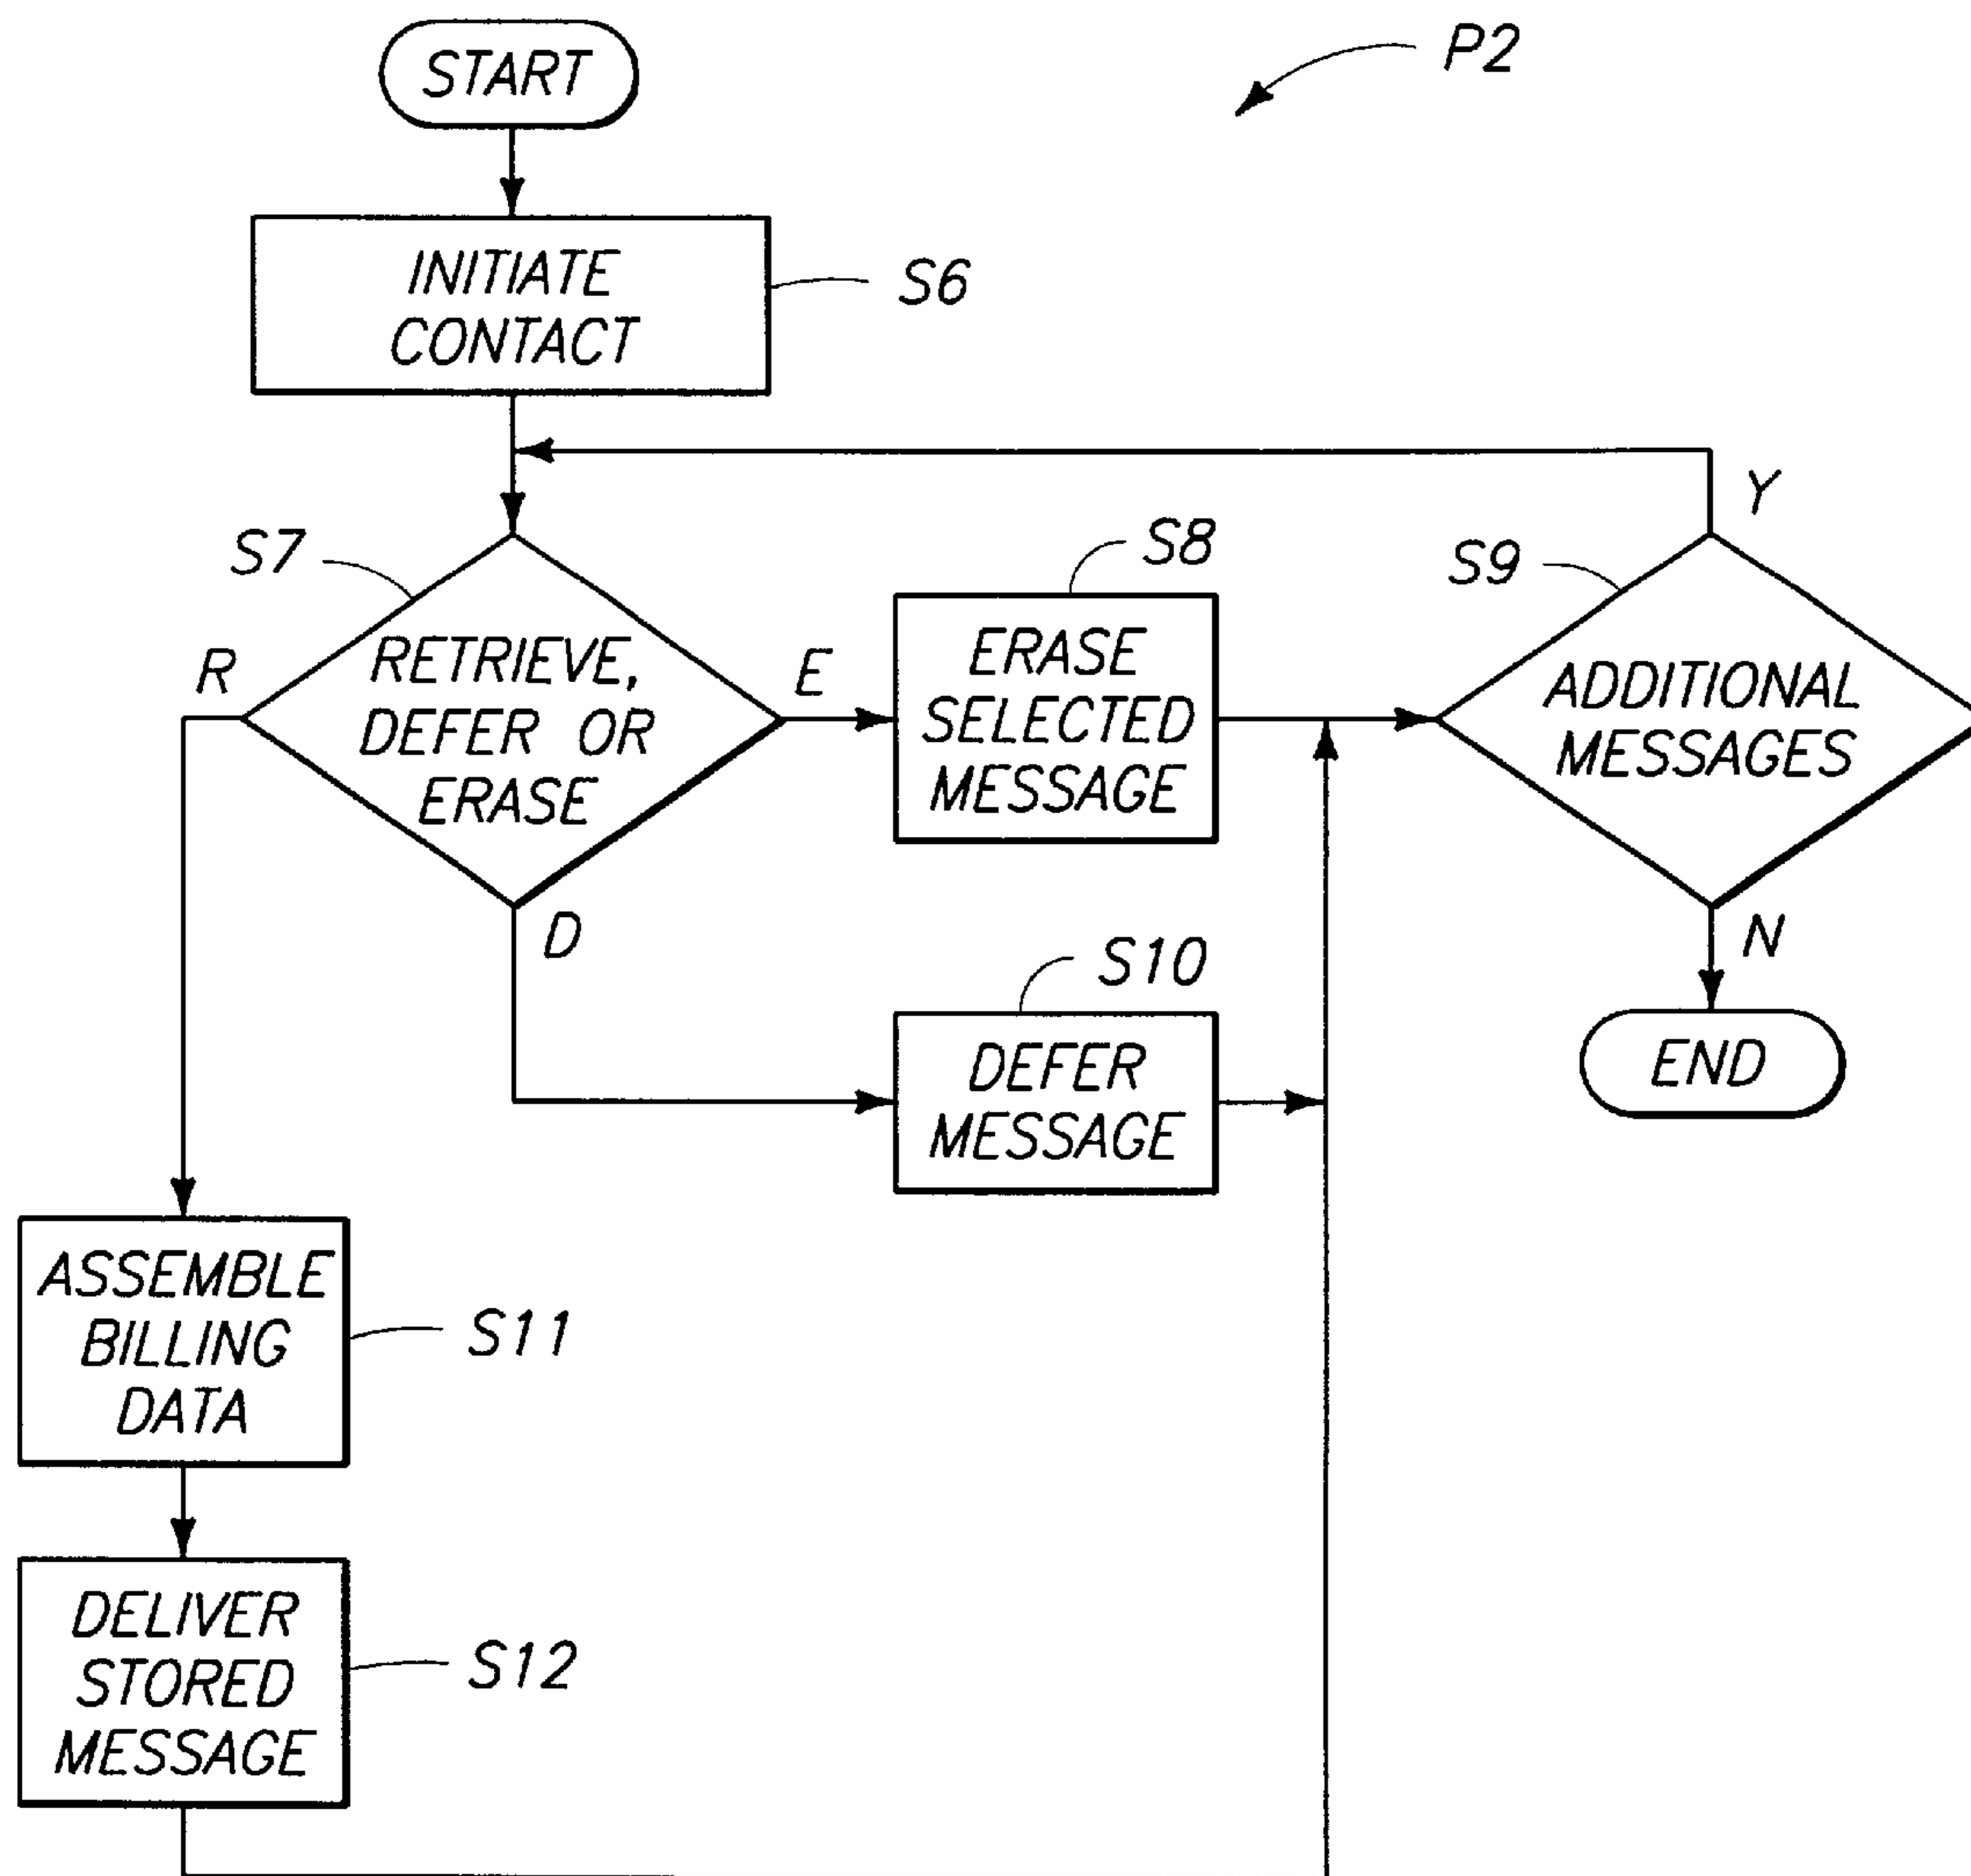 START
P2
INITIATE
CONTACT
S6
Y
S7
S8
S9
R
RETRIEVE,
DEFER OR
ERASE
E
ERASE
SELECTED
MESSAGE
ADDITIONAL
MESSAGES
D
N
S10
DEFER
MESSAGE
END
ASSEMBLE
BILLING
DATA
S11
DELIVER
STORED
MESSAGE
S12